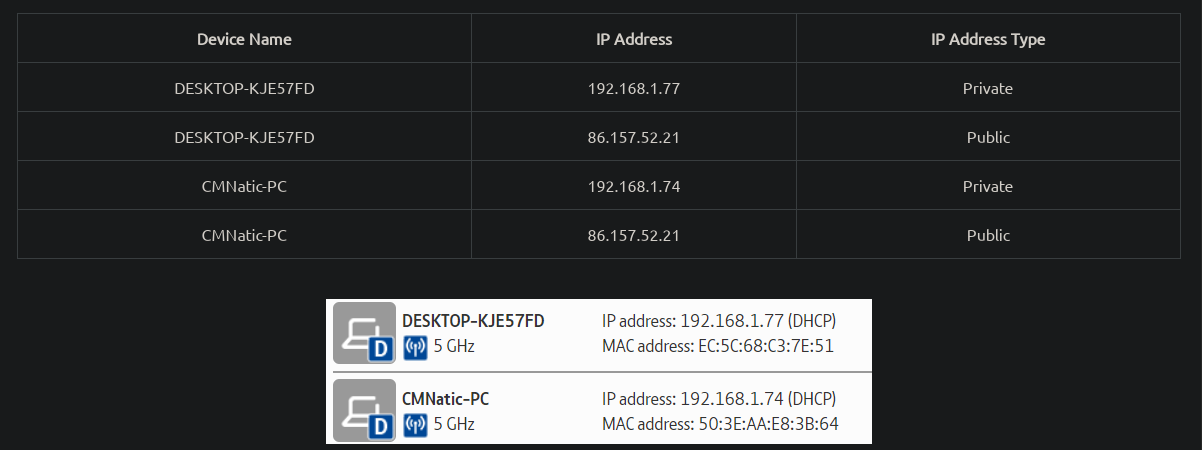 Device Name IP Address IP Address Type
DESKTOP-KJE57FD 192.168.1.77 Private
DESKTOP-KJE57FD 86.157.52.21 Public
CMNatic-PC 192.168.1.74 Private
CMNatic-PC 86.157.52.21 Public
DESKTOP-KJE57FD IP address: 192.168.1.77 (DHCP)
D 5 GHz MAC address: EC:5C:68:C3:7E:51
CMNatic-PC IP address: 192.168.1.74 (DHCP)
D 5 GHz MAC address: 50:3E:AA:E8:3B:64